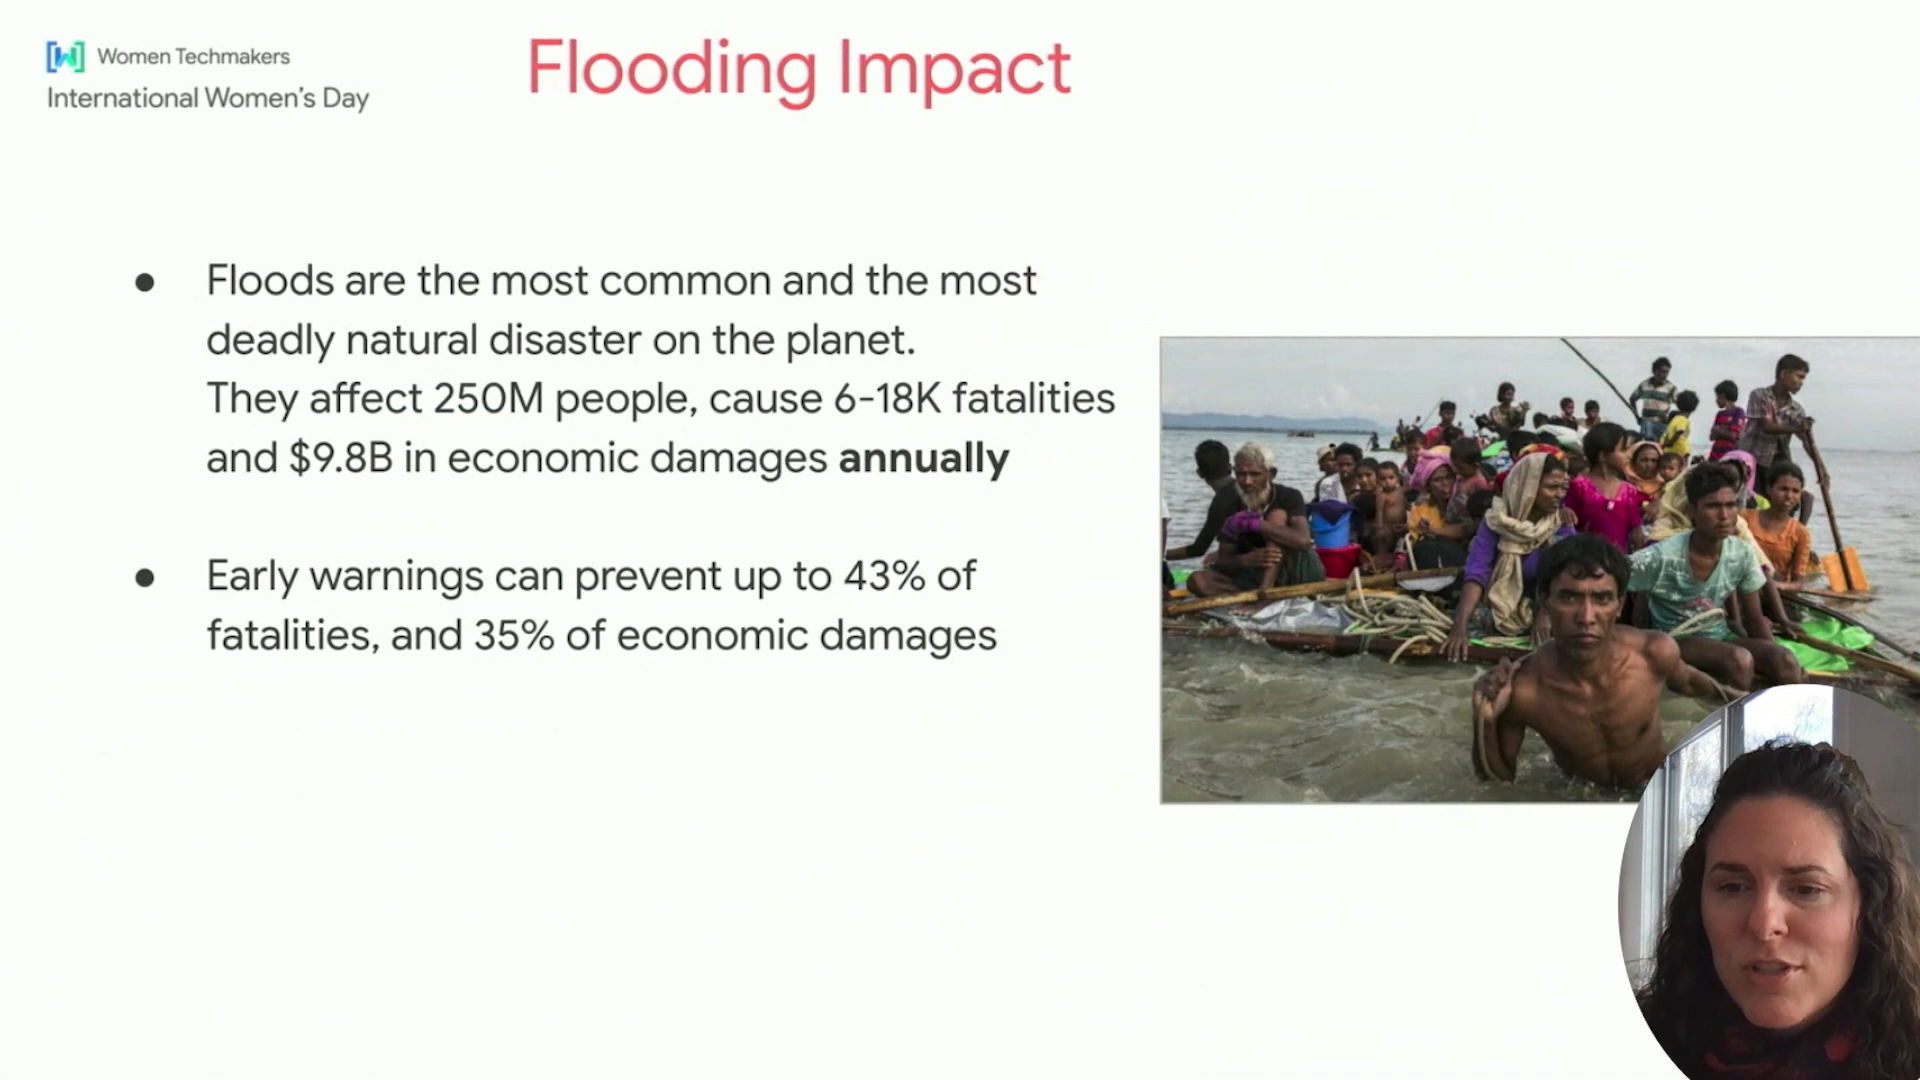 Women Techmakers
International Women's Day
Flooding Impact
● Floods are the most common and the most
deadly natural disaster on the planet.
They affect 250M people, cause 6-18K fatalities
and $9.8B in economic damages annually
● Early warnings can prevent up to 43% of
fatalities, and 35% of economic damages